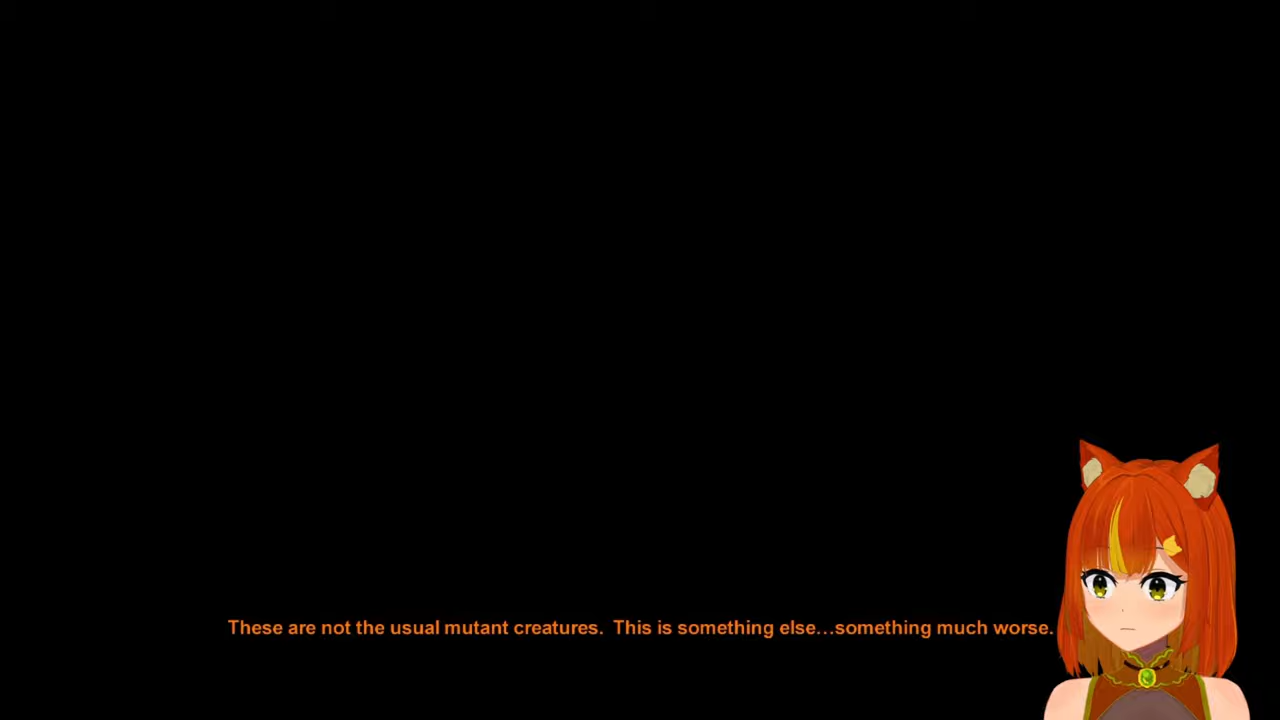 These are not the usual mutant creatures.  This is something else...something much worse.